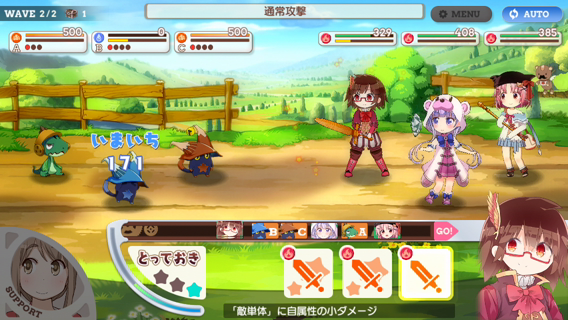 WAVE 2/2 1
通常攻撃
MENU
AUTO
500
A
0
B
500
C
329
408
385
いまいち
171
B
C
A
GO!
とっておき
SUPPORT
「敵単体」に自属性の小ダメージ